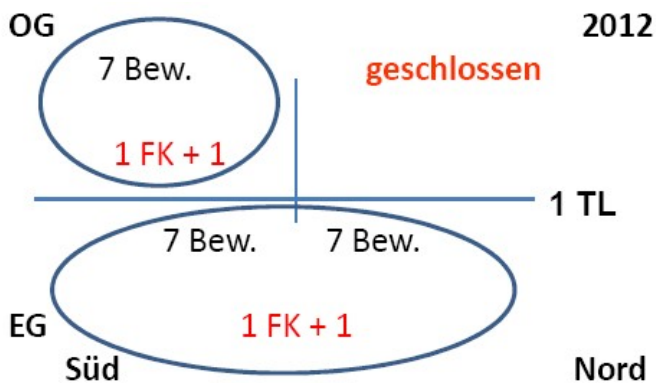 OG 2012
7 Bew. geschlossen
1 FK + 1
1 TL
7 Bew. 7 Bew.
EG 1 FK + 1
Süd Nord